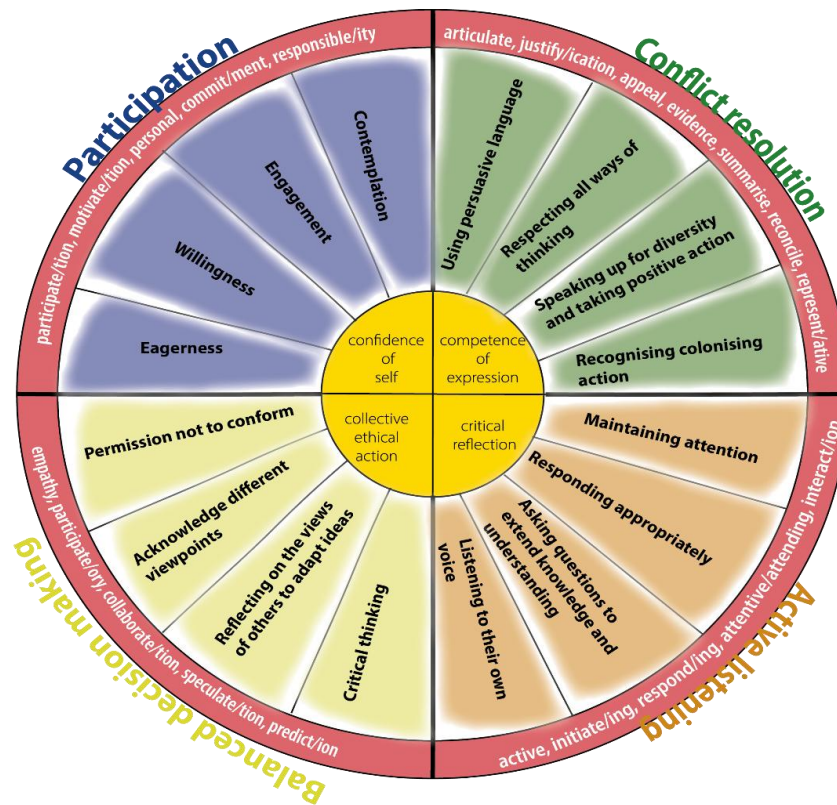 Participation
participate/tion, motivate/tion, personal, commit/ment, responsible/ity
Eagerness
Willingness
Engagement
Contemplation
confidence
of
self
Conflict resolution
articulate, justify/ication, appeal, evidence, summarise, reconcile, represent/ative
Using persuasive language
Respecting all ways of
thinking
Speaking up for diversity
and taking positive action
Recognising colonising
action
competence
of
expression
Active listening
active, initiate/ing, respond/ing, attentive/attending, interact/ion
Maintaining attention
Responding appropriately
Asking questions to
extend knowledge and
understanding
Listening to their own
voice
critical
reflection
Balanced decision making
empathy, participate/ory, collaborate/tion, speculate/tion, predict/ion
Permission not to conform
Acknowledge different
viewpoints
Reflecting on the views
of others to adapt ideas
Critical thinking
collective
ethical
action